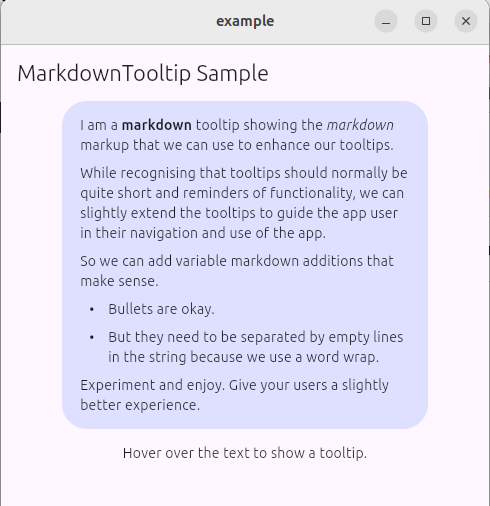 example
MarkdownTooltip Sample
I am a markdown tooltip showing the markdown
markup that we can use to enhance our tooltips.
While recognising that tooltips should normally be
quite short and reminders of functionality, we can
slightly extend the tooltips to guide the app user
in their navigation and use of the app.
So we can add variable markdown additions that
make sense.
• Bullets are okay.
• But they need to be separated by empty lines
in the string because we use a word wrap.
Experiment and enjoy. Give your users a slightly
better experience.
Hover over the text to show a tooltip.